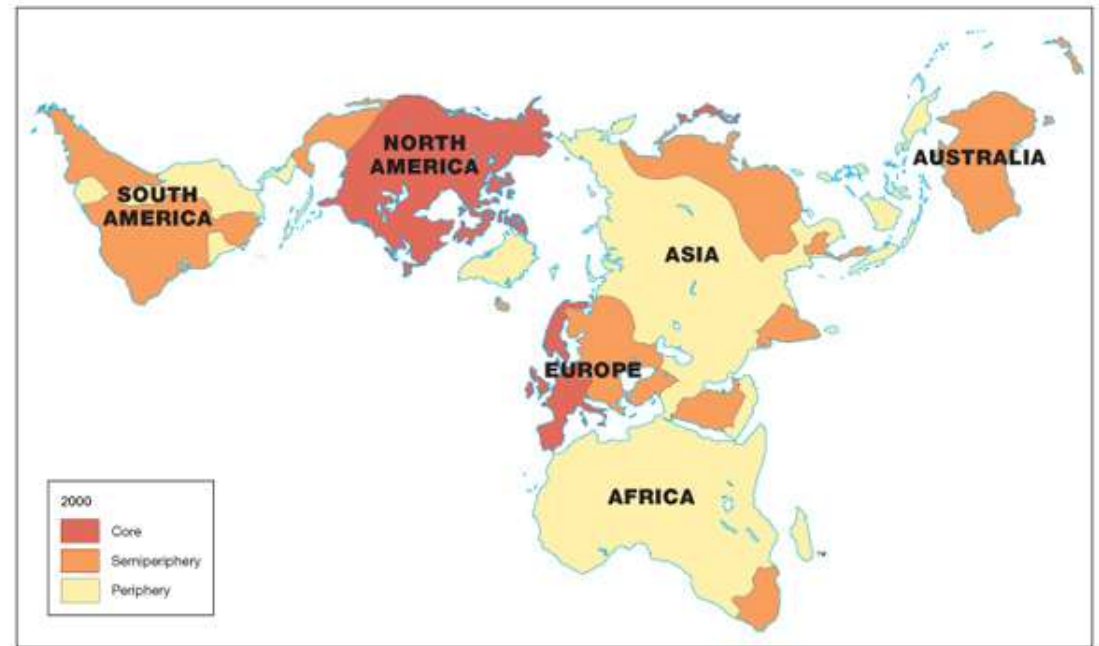 NORTH
AMERICA
SOUTH
AMERICA
AUSTRALIA
ASIA
EUROPE
AFRICA
2000
Core
Semiperiphery
Periphery